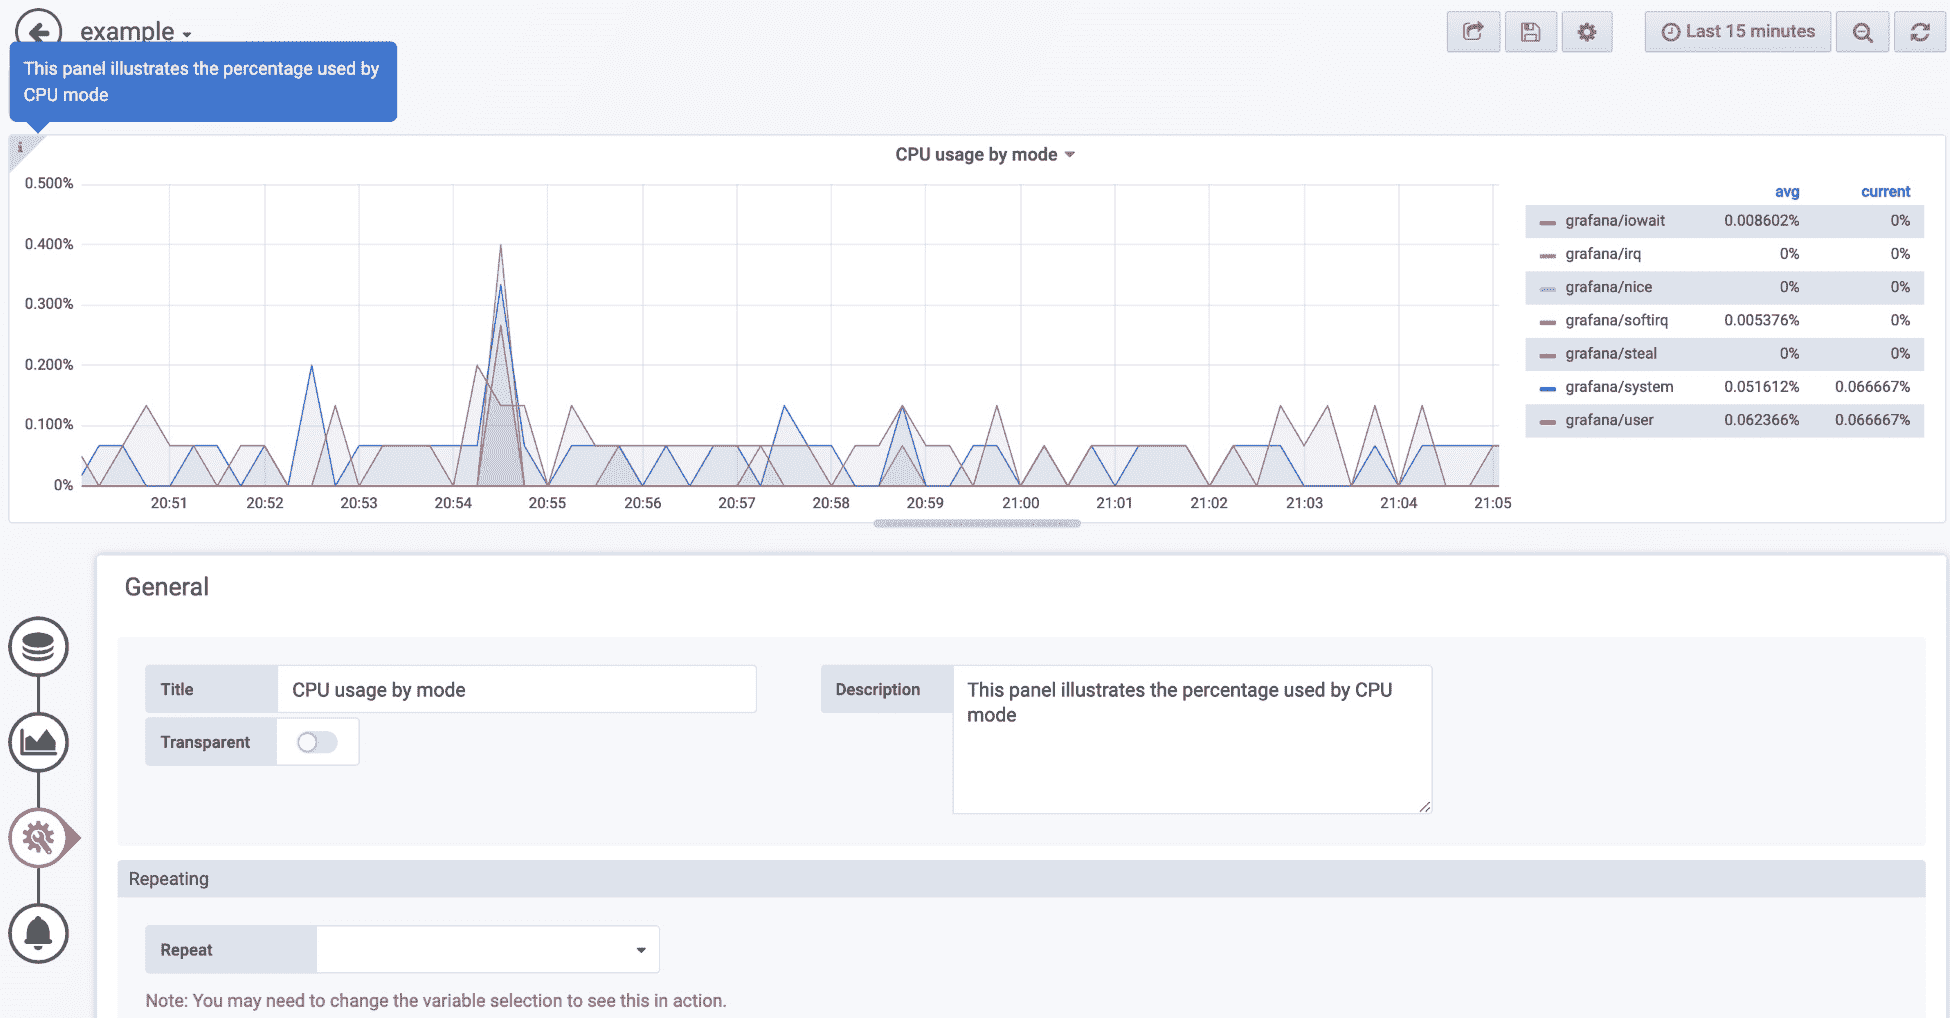 example
Last 15 minutes
This panel illustrates the percentage used by
CPU mode
i
CPU usage by mode
0.500%
0.400%
0.300%
0.200%
0.100%
0%
20:51 20:52 20:53 20:54 20:55 20:56 20:57 20:58 20:59 21:00 21:01 21:02 21:03 21:04 21:05
avg current
grafana/iowait 0.008602% 0%
grafana/irq 0% 0%
grafana/nice 0% 0%
grafana/softirq 0.005376% 0%
grafana/steal 0% 0%
grafana/system 0.051612% 0.066667%
grafana/user 0.062366% 0.066667%
General
Title CPU usage by mode
Transparent
Description This panel illustrates the percentage used by CPU
mode
Repeating
Repeat
Note: You may need to change the variable selection to see this in action.